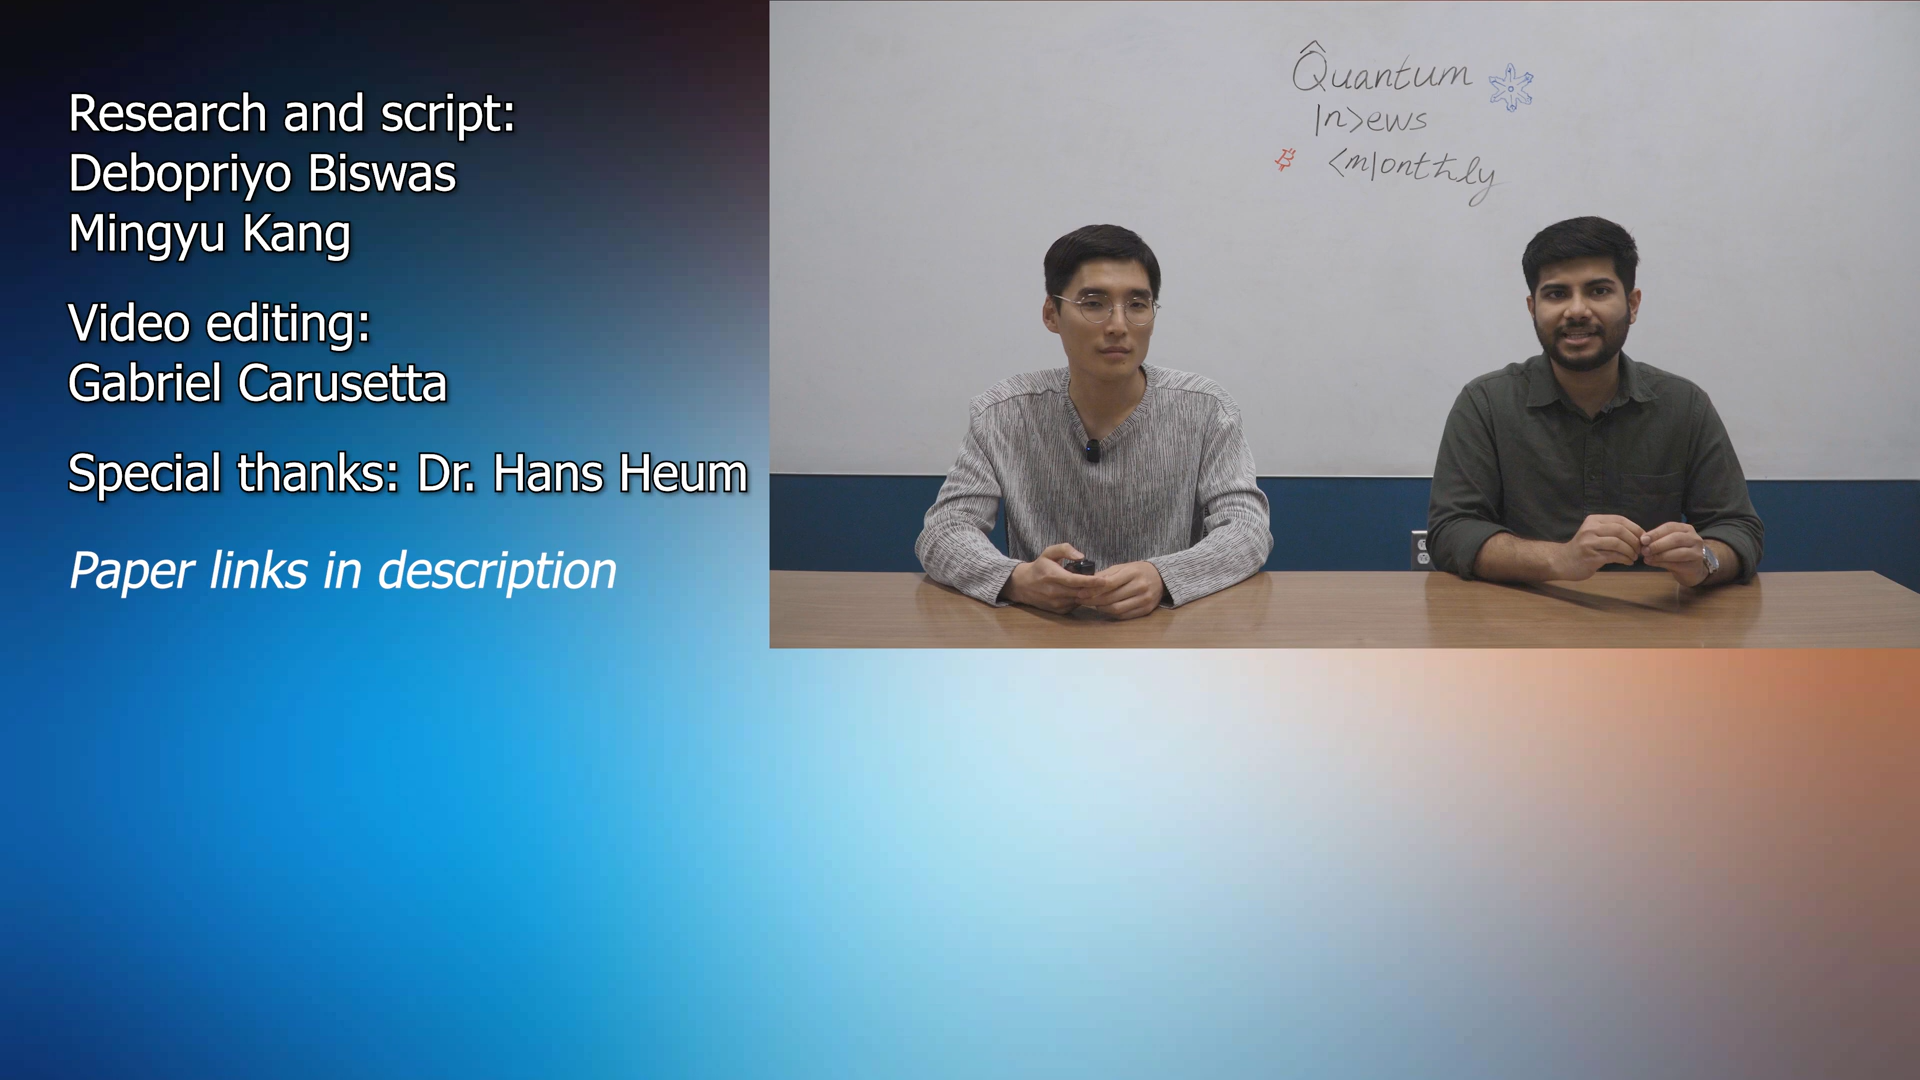 Research and script:
Debopriyo Biswas
Mingyu Kang
Video editing:
Gabriel Carusetta
Special thanks: Dr. Hans Heum
Paper links in description
Q̂uantum
|n>ews
<m|ontℏly